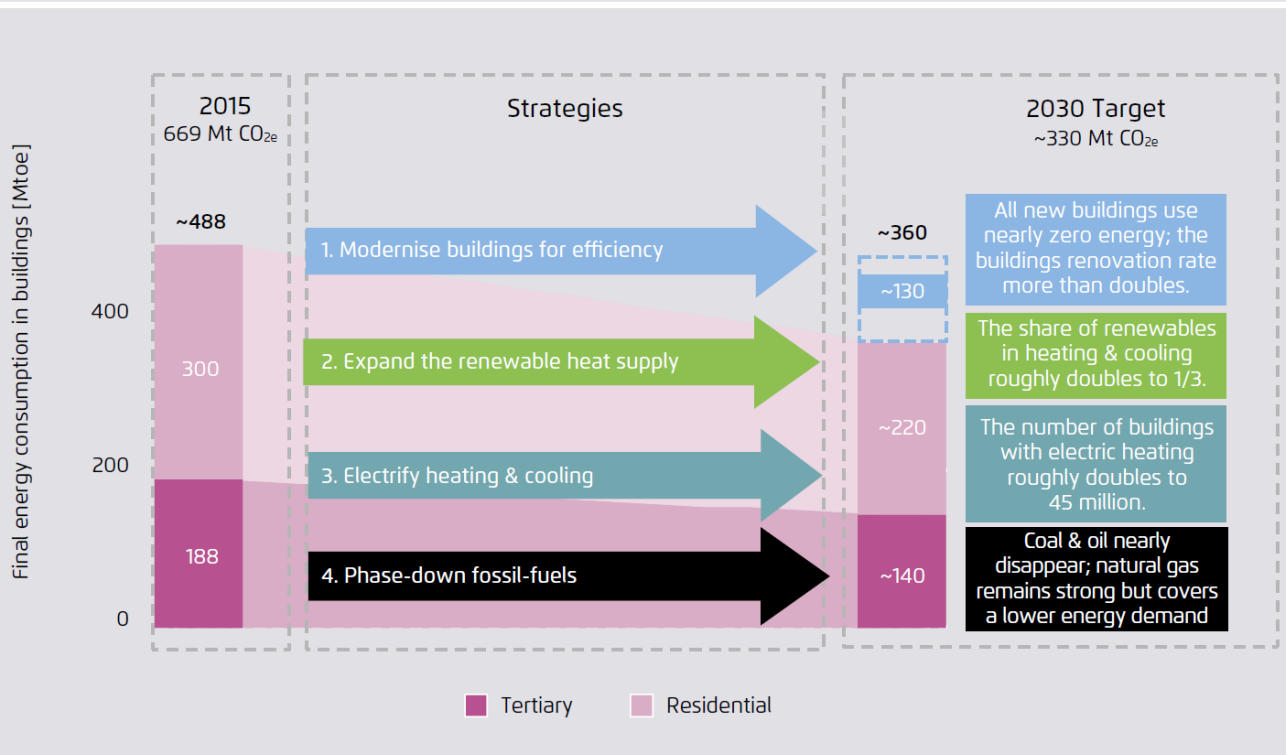 Final energy consumption in buildings [Mtoe]
400
200
0
2015
669 Mt CO2e
~488
300
188
Strategies
1. Modernise buildings for efficiency
2. Expand the renewable heat supply
3. Electrify heating & cooling
4. Phase-down fossil-fuels
2030 Target
~330 Mt CO2e
~360
~130
~220
~140
All new buildings use
nearly zero energy; the
buildings renovation rate
more than doubles.
The share of renewables
in heating & cooling
roughly doubles to 1/3.
The number of buildings
with electric heating
roughly doubles to
45 million.
Coal & oil nearly
disappear; natural gas
remains strong but covers
a lower energy demand
Tertiary
Residential